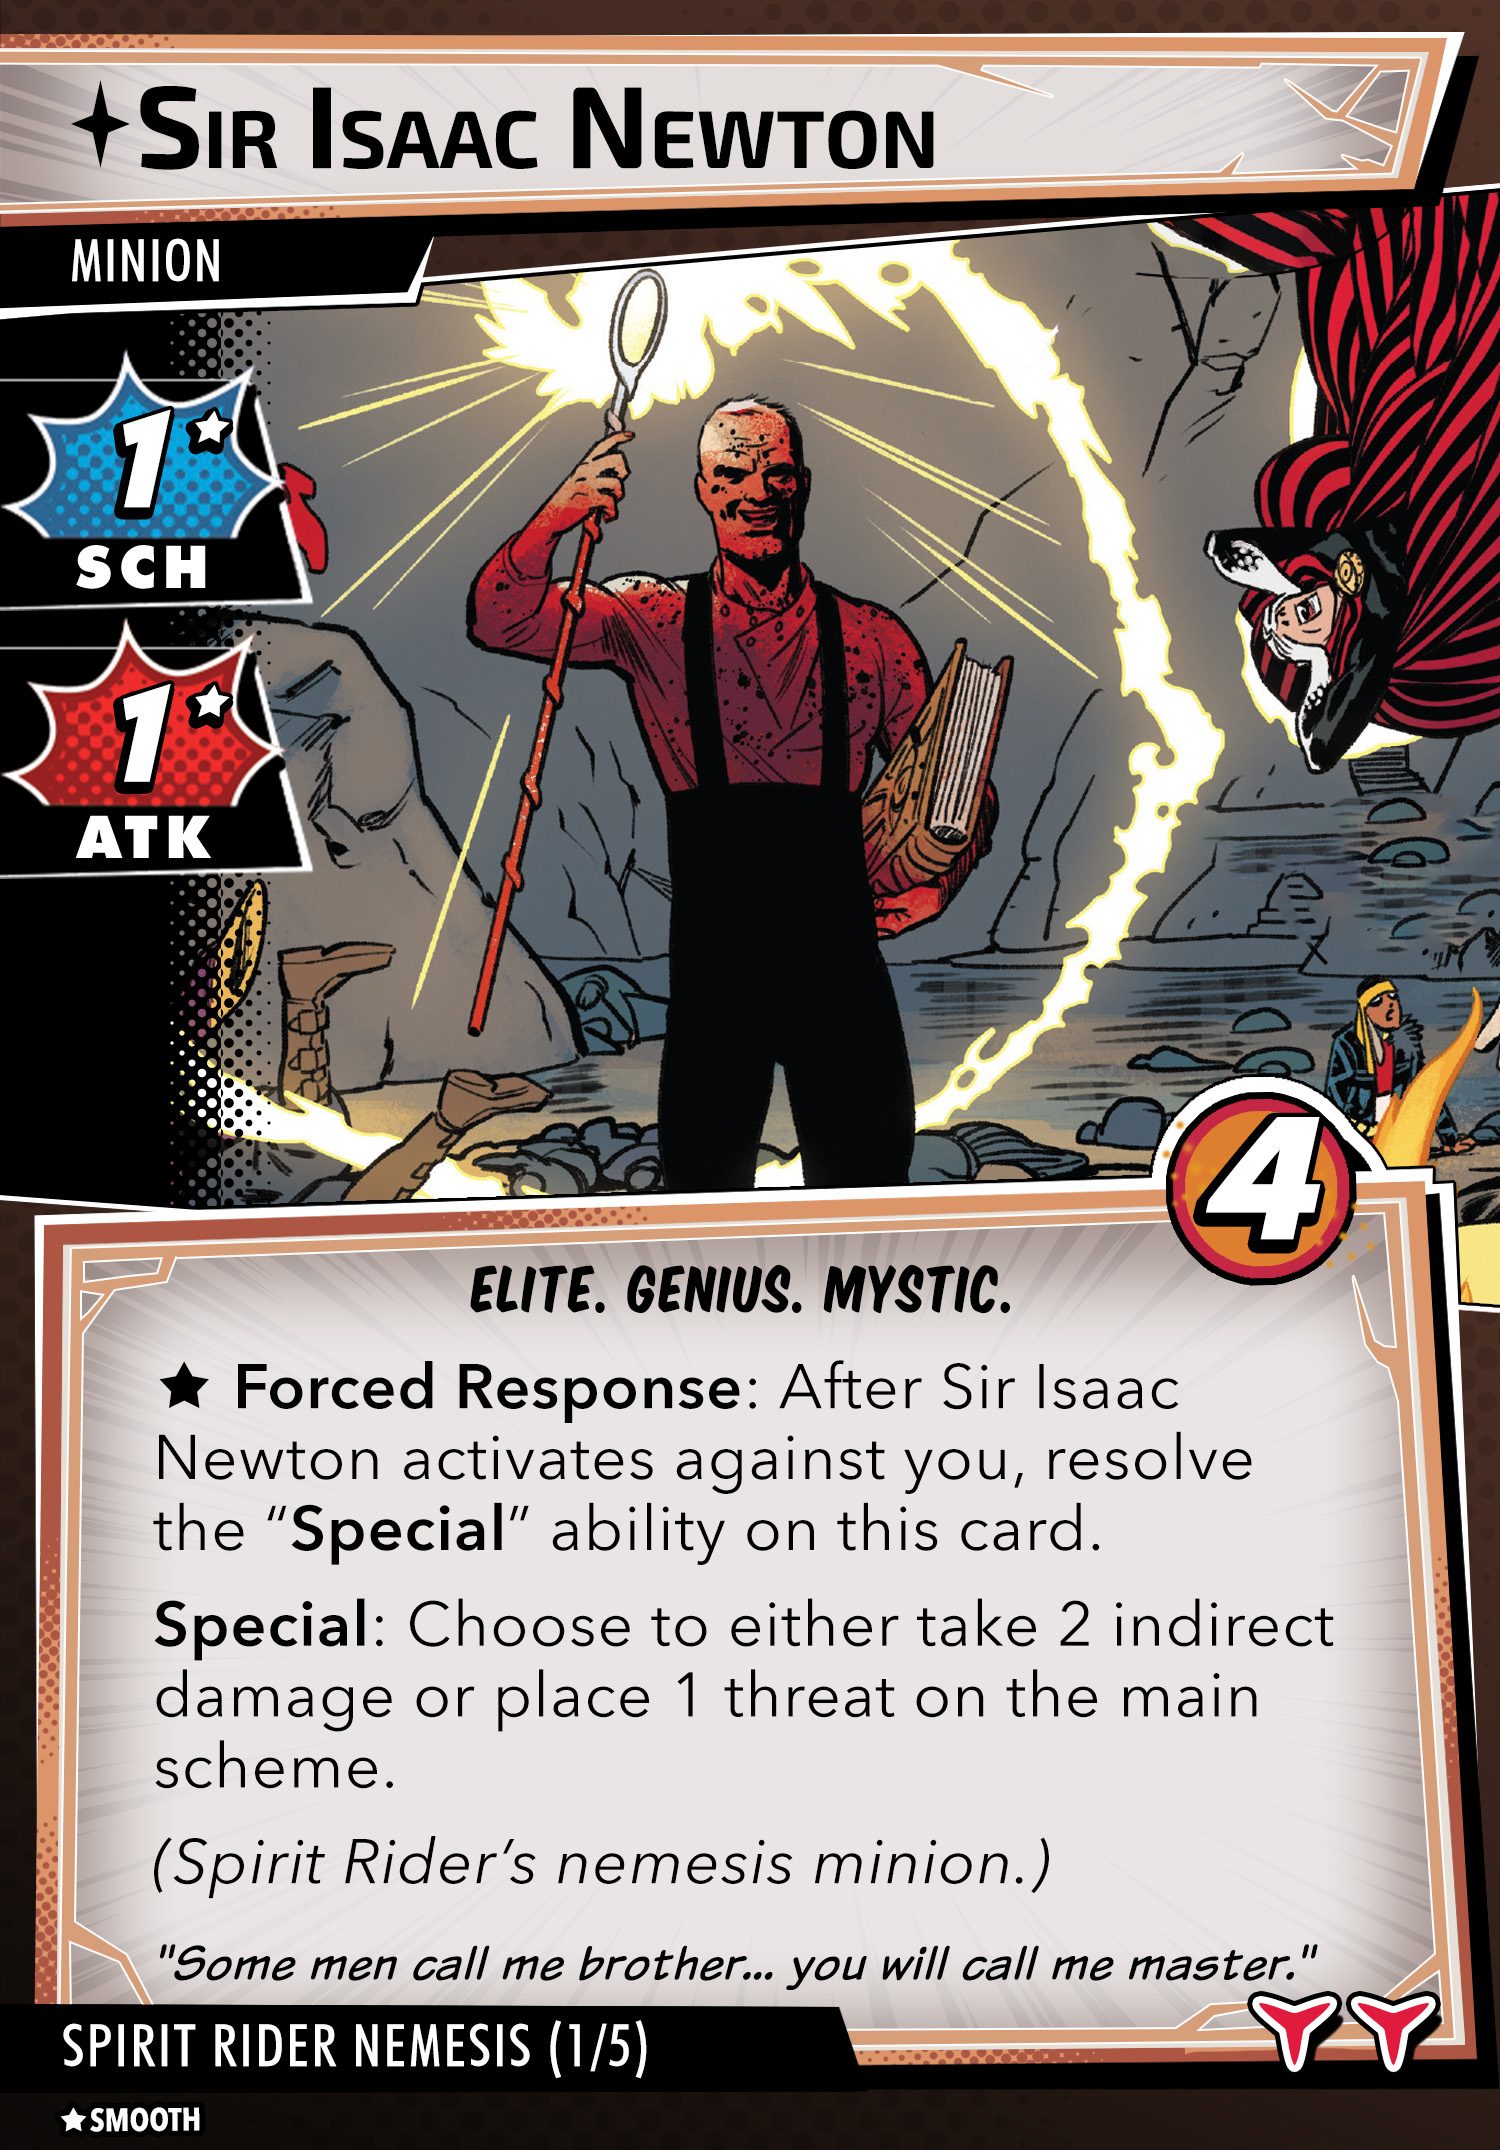 Sir Isaac Newton
MINION
1
SCH
1
ATK
4
ELITE. GENIUS. MYSTIC.
★ Forced Response: After Sir Isaac
Newton activates against you, resolve
the “Special” ability on this card.
Special: Choose to either take 2 indirect
damage or place 1 threat on the main
scheme.
(Spirit Rider’s nemesis minion.)
"Some men call me brother... you will call me master."
SPIRIT RIDER NEMESIS (1/5)
★SMOOTH